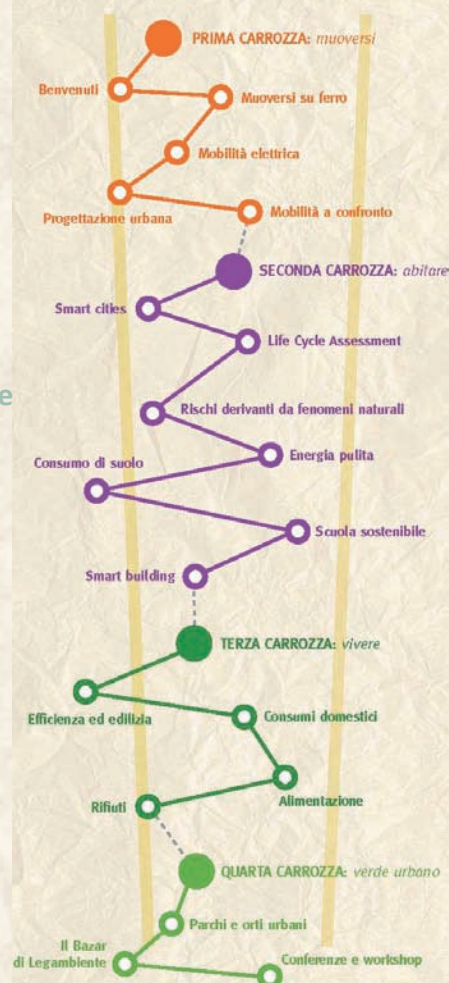 PRIMA CARROZZA: muoversi
Benvenuti
Muoversi su ferro
Mobilità elettrica
Progettazione urbana
Mobilità a confronto
SECONDA CARROZZA: abitare
Smart cities
Life Cycle Assessment
e
Rischi derivanti da fenomeni naturali
Energia pulita
Consumo di suolo
Scuola sostenibile
Smart building
TERZA CARROZZA: vivere
Efficienza ed edilizia
Consumi domestici
Alimentazione
Rifiuti
QUARTA CARROZZA: verde urbano
Parchi e orti urbani
Il Bazar
di Legambiente
Conferenze e workshop